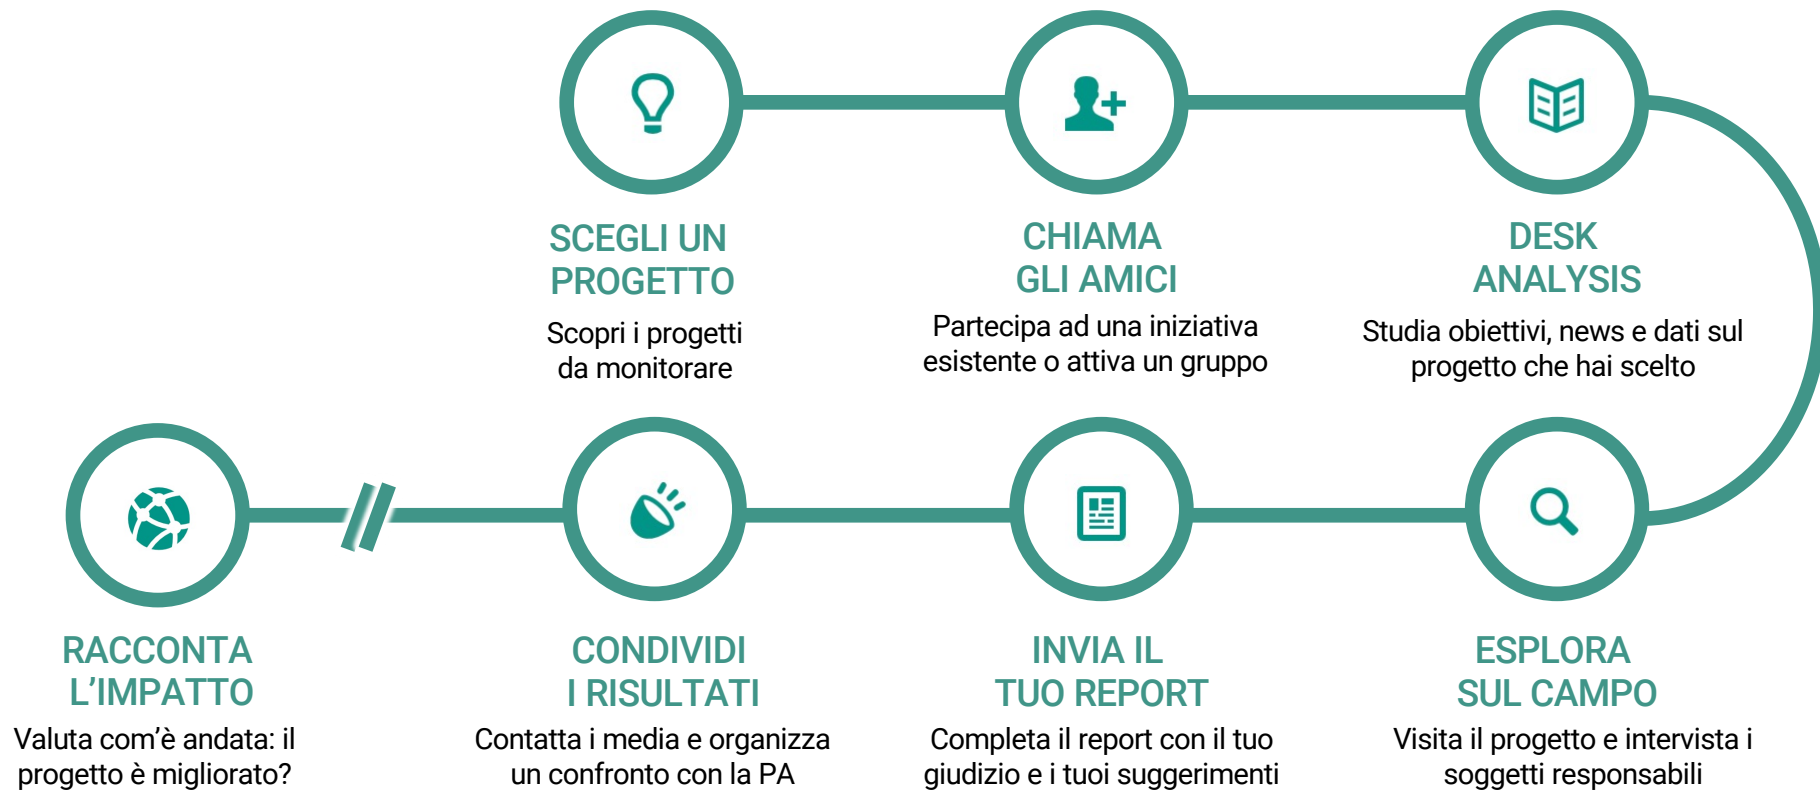 SCEGLI UN
PROGETTO
Scopri i progetti
da monitorare
CHIAMA
GLI AMICI
Partecipa ad una iniziativa
esistente o attiva un gruppo
DESK
ANALYSIS
Studia obiettivi, news e dati sul
progetto che hai scelto
RACCONTA
L’IMPATTO
Valuta com’è andata: il
progetto è migliorato?
CONDIVIDI
I RISULTATI
Contatta i media e organizza
un confronto con la PA
INVIA IL
TUO REPORT
Completa il report con il tuo
giudizio e i tuoi suggerimenti
ESPLORA
SUL CAMPO
Visita il progetto e intervista i
soggetti responsabili